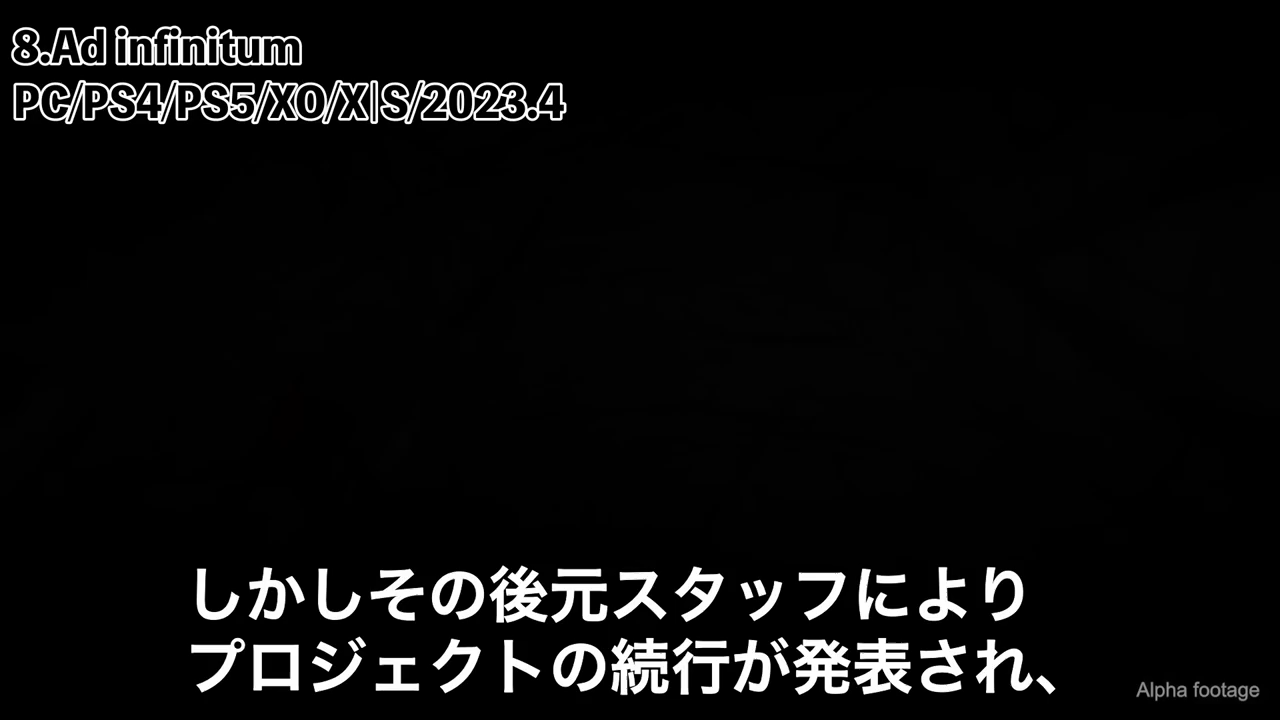 8.Ad infinitum
PC/PS4/PS5/XO/X|S/2023.4
しかしその後元スタッフにより
プロジェクトの続行が発表され、
Alpha footage